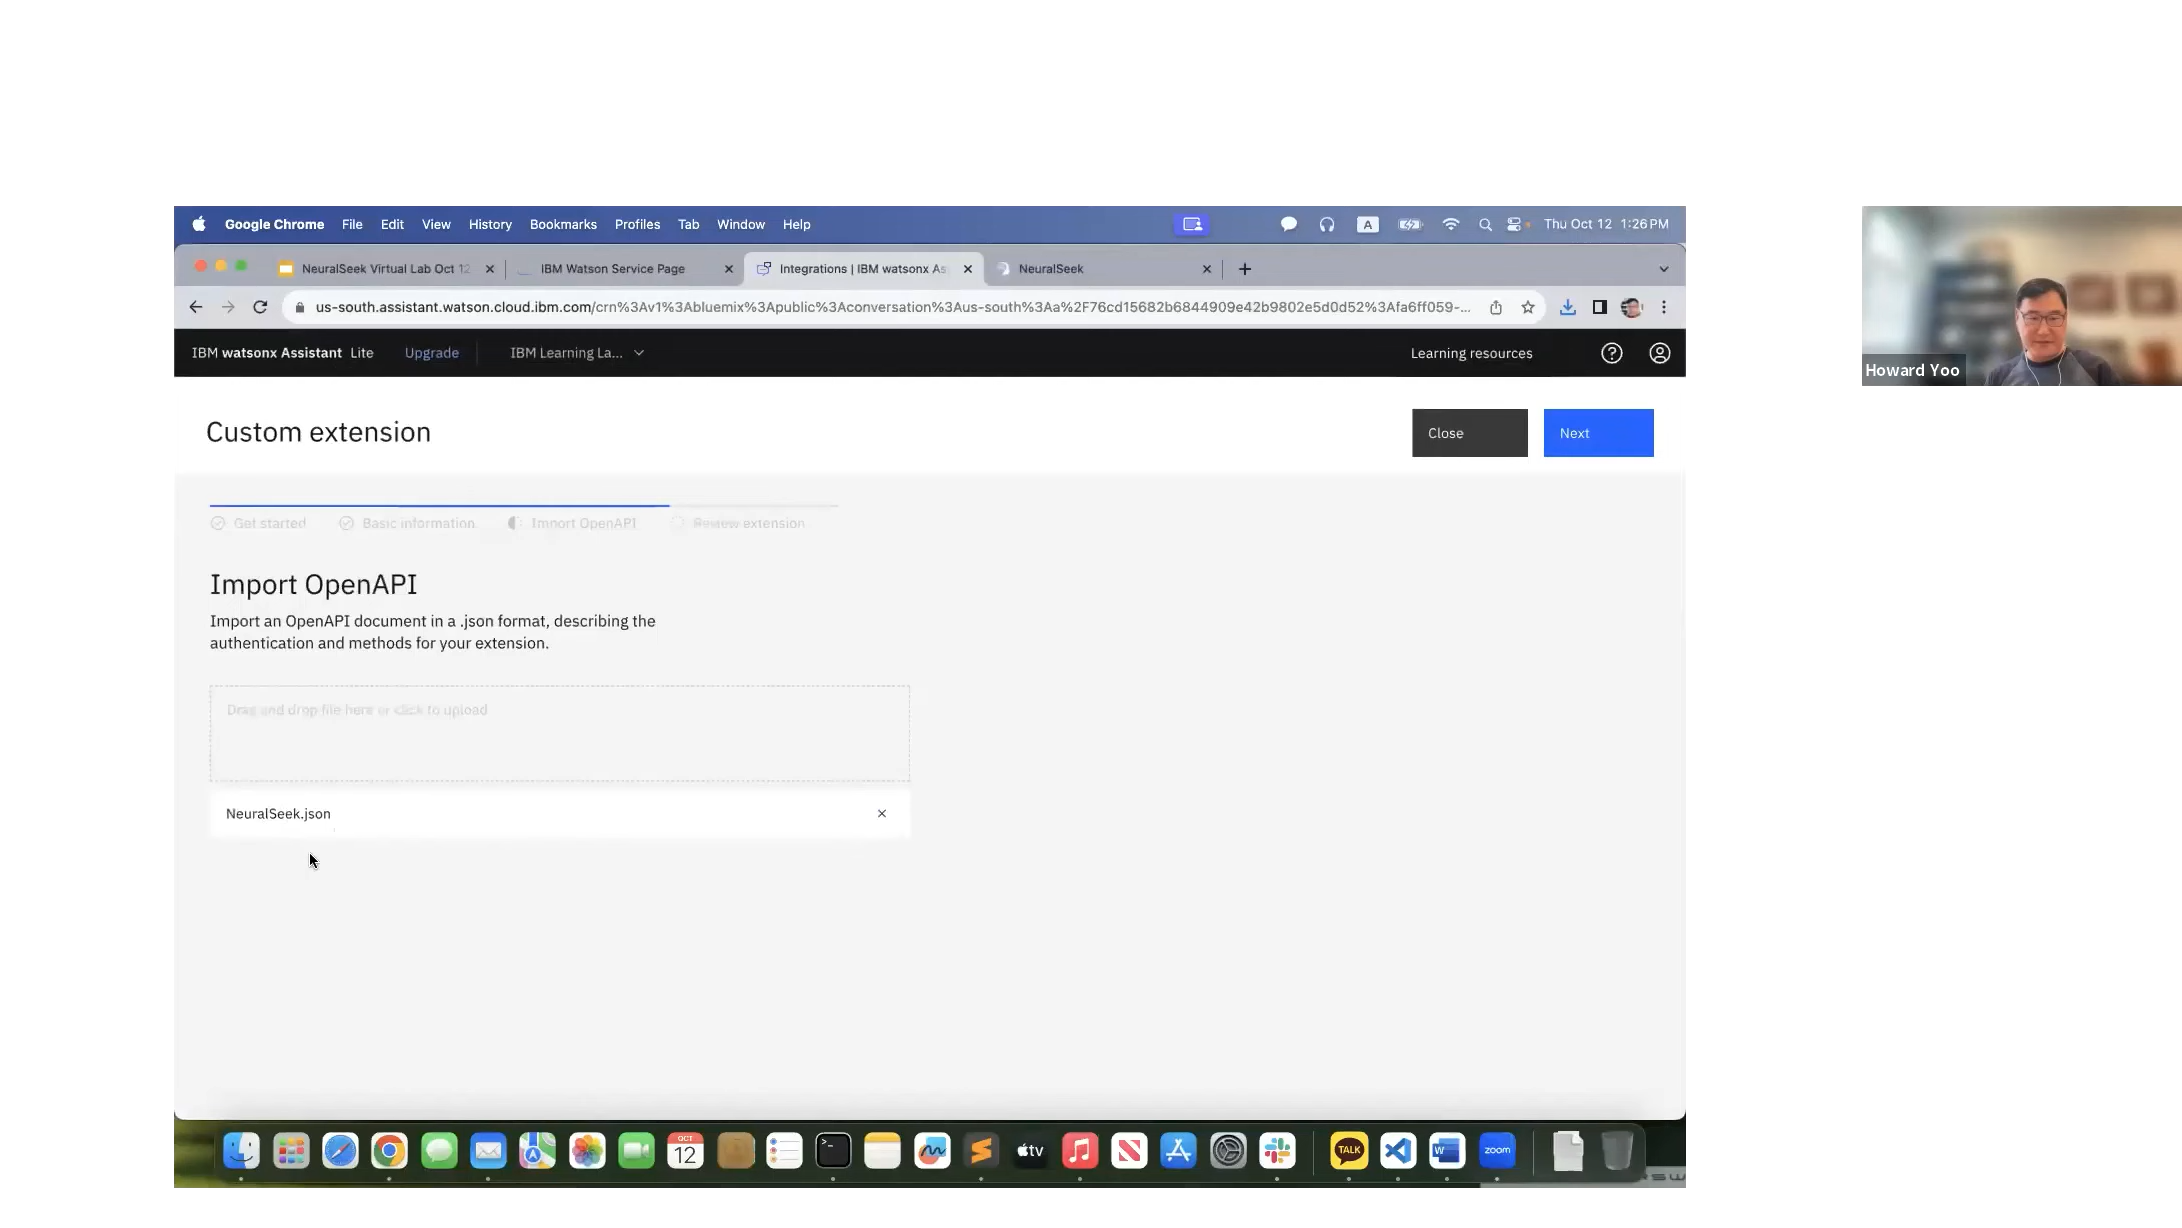 Google Chrome File Edit View History Bookmarks Profiles Tab Window Help A Thu Oct 12 1:26 PM
NeuralSeek Virtual Lab Oct 12 IBM Watson Service Page Integrations | IBM watsonx As NeuralSeek
us-south.assistant.watson.cloud.ibm.com/crn%3Av1%3Abluemix%3Apublic%3Aconversation%3Aus-south%3Aa%2F76cd15682b6844909e42b9802e5d0d52%3Afa6ff059-...
IBM watsonx Assistant Lite Upgrade IBM Learning La... Learning resources
Howard Yoo
Custom extension
Close Next
Get started Basic information Import OpenAPI Review extension
Import OpenAPI
Import an OpenAPI document in a .json format, describing the
authentication and methods for your extension.
Drag and drop file here or click to upload
NeuralSeek.json
OCT
12
tv
TALK
W
zoom